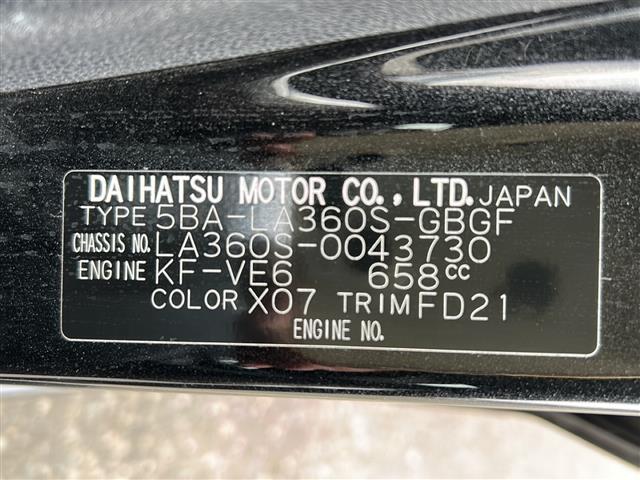 DAIHATSU MOTOR CO., LTD. JAPAN
TYPE 5BA-LA360S-GBGF
CHASSIS NO. LA360S-0043730
ENGINE KF-VE6 658cc
COLOR X07 TRIM FD21
ENGINE NO.